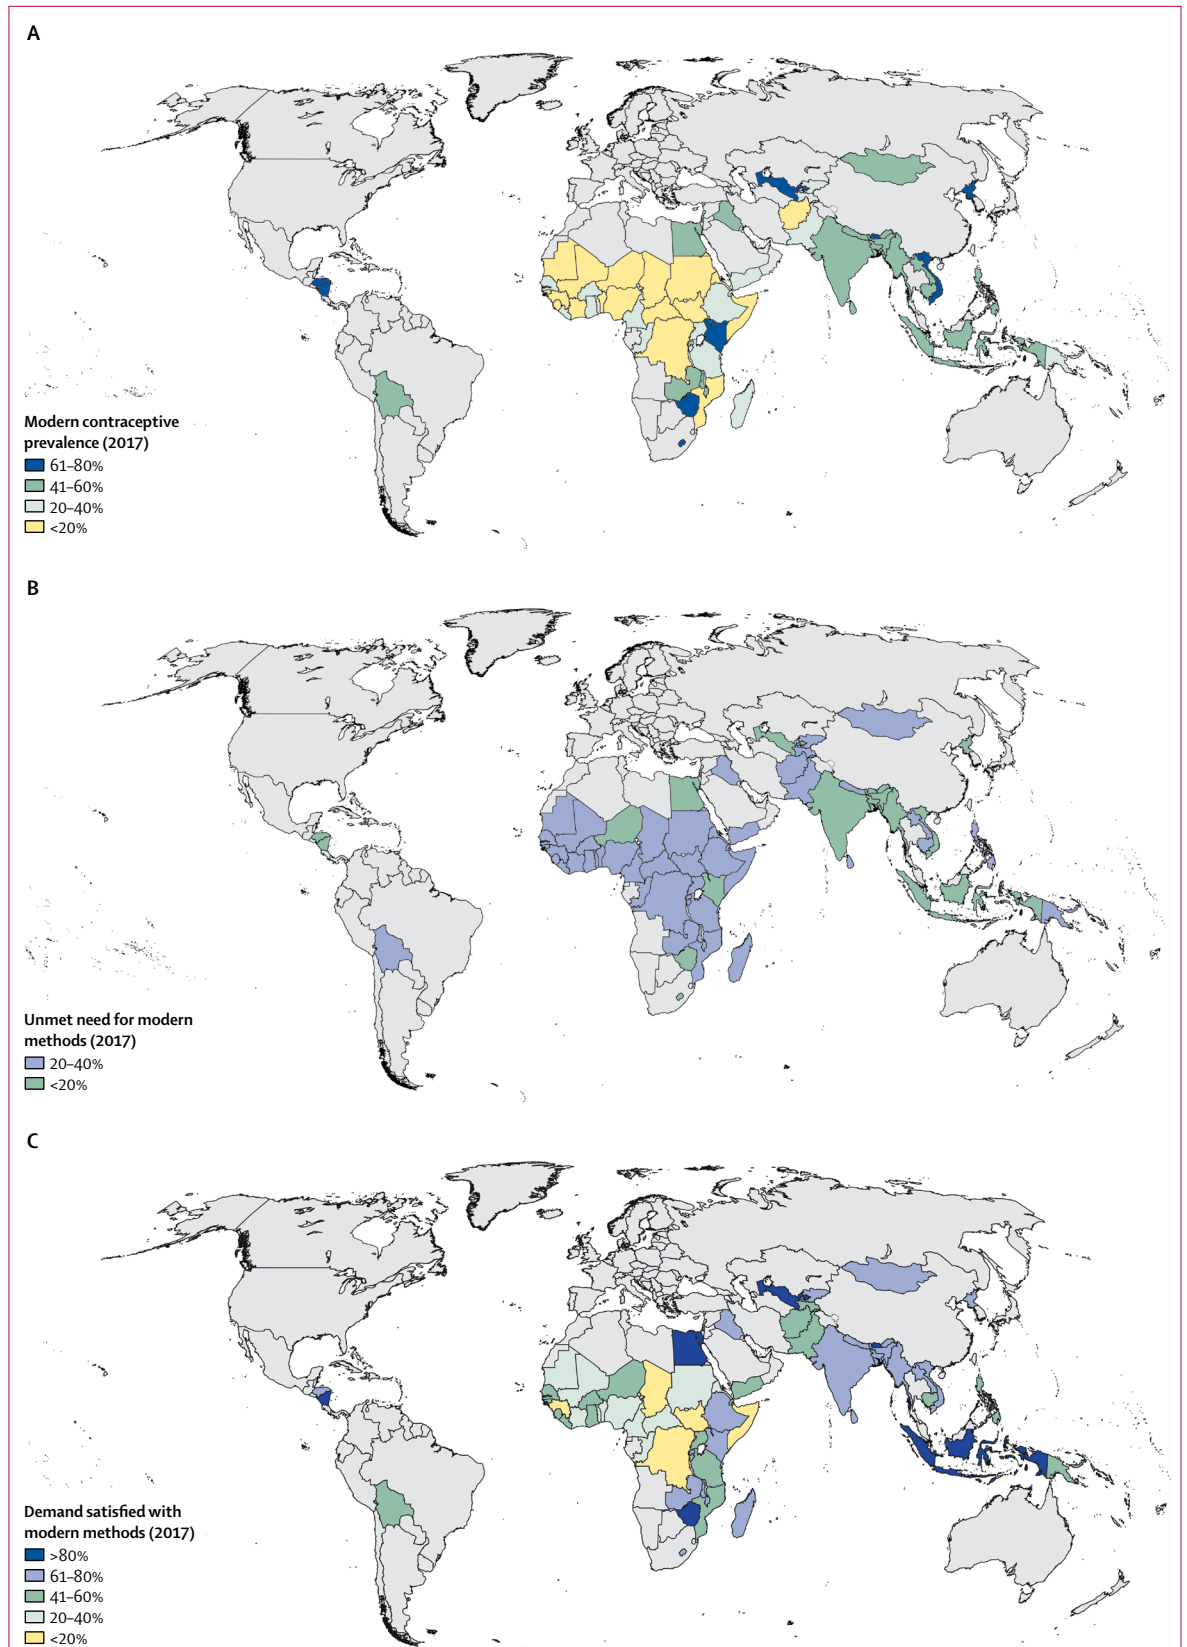 A
Modern contraceptive
prevalence (2017)
61–80%
41–60%
20–40%
<20%
B
Unmet need for modern
methods (2017)
20–40%
<20%
C
Demand satisfied with
modern methods (2017)
>80%
61–80%
41–60%
20–40%
<20%